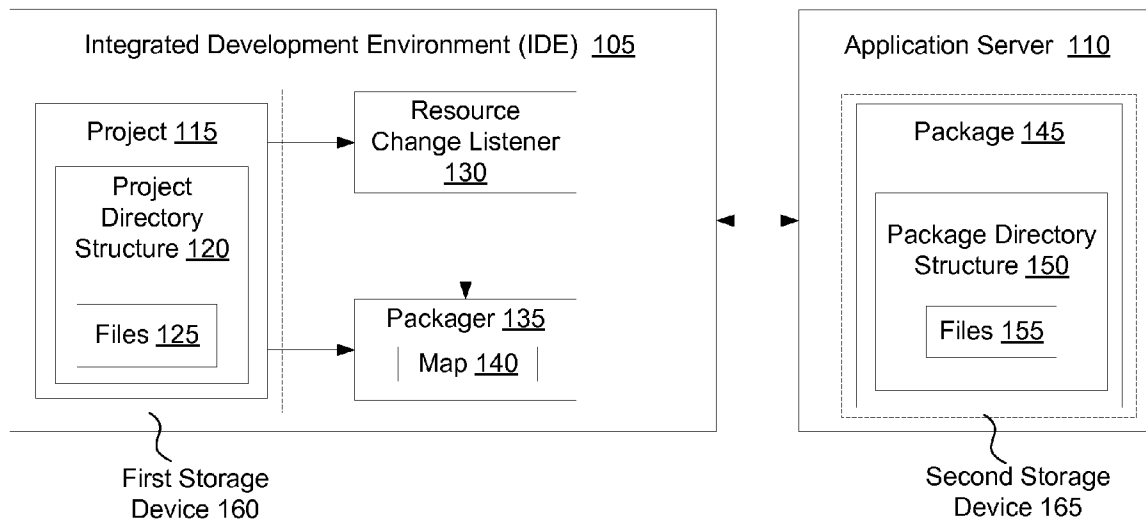 Integrated Development Environment (IDE) 105
Application Server 110
Project 115
Project
Directory
Structure 120
Files 125
Resource
Change Listener
130
Packager 135
Map 140
Package 145
Package Directory
Structure 150
Files 155
First Storage
Device 160
Second Storage
Device 165